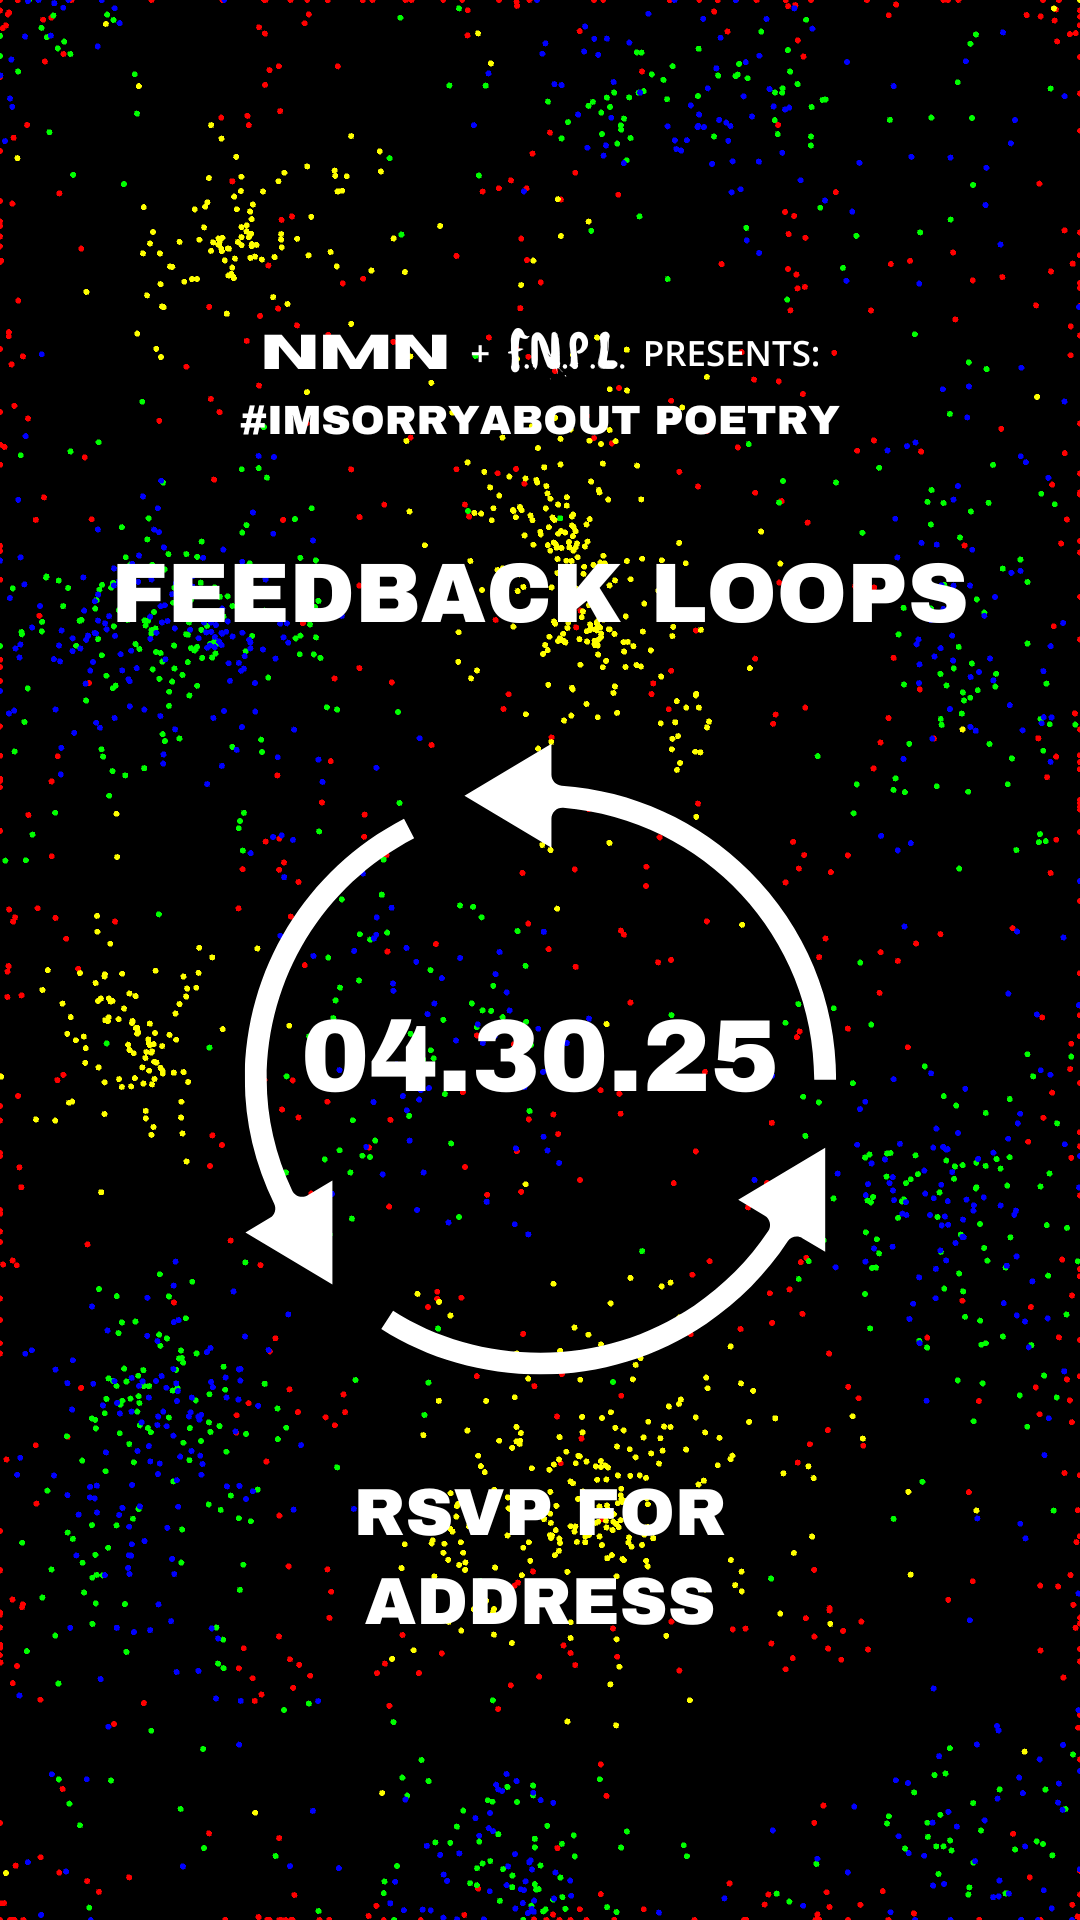 NMN + F.N.P.L. PRESENTS:
#IMSORRYABOUT POETRY
FEEDBACK LOOPS
04.30.25
RSVP FOR
ADDRESS